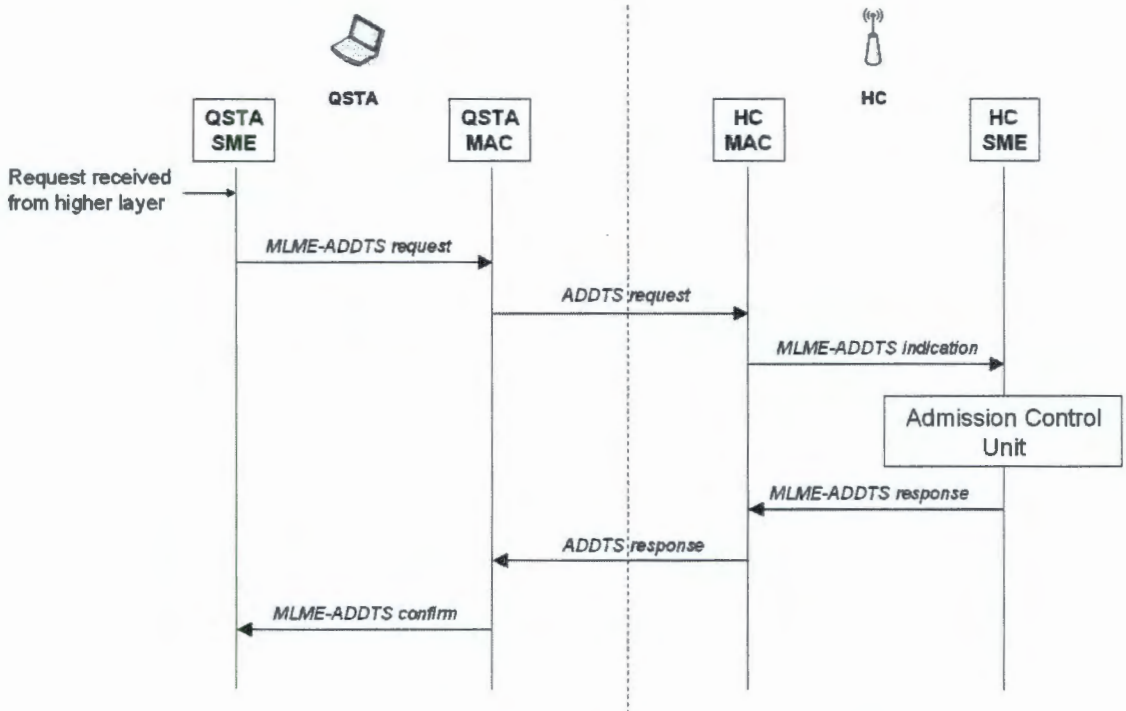 QSTA
HC
QSTA
SME
QSTA
MAC
HC
MAC
HC
SME
Request received
from higher layer
MLME-ADDTS request
ADDTS request
MLME-ADDTS indication
Admission Control
Unit
MLME-ADDTS response
ADDTS response
MLME-ADDTS confirm